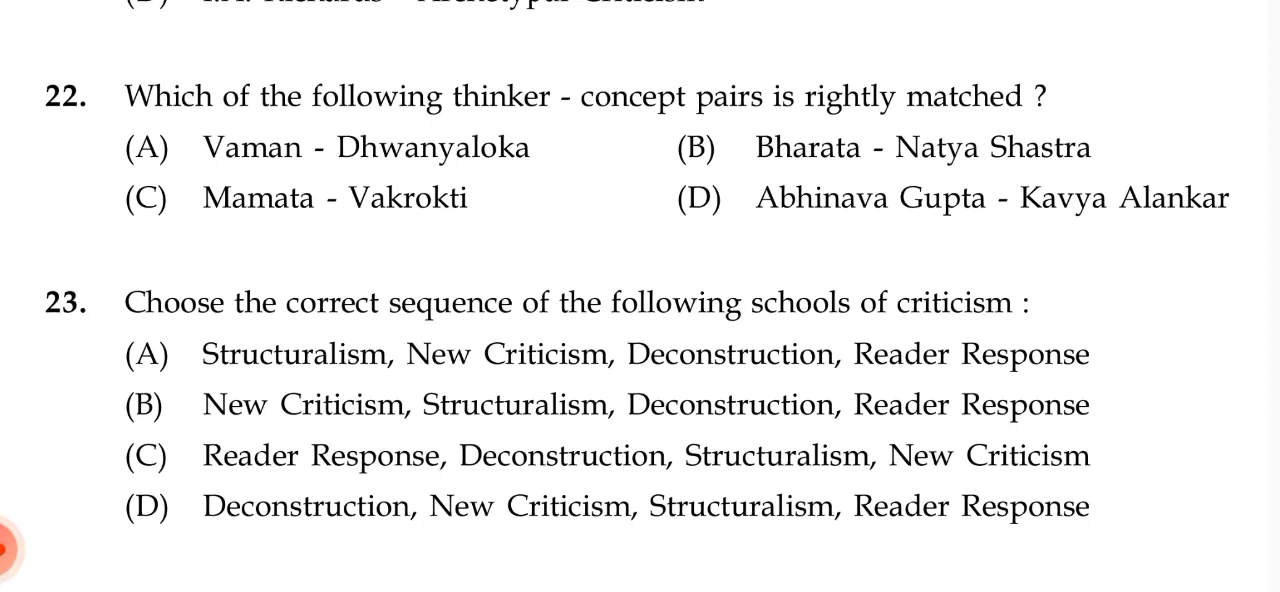 22. Which of the following thinker - concept pairs is rightly matched ?
(A) Vaman - Dhwanyaloka (B) Bharata - Natya Shastra
(C) Mamata - Vakrokti (D) Abhinava Gupta - Kavya Alankar
23. Choose the correct sequence of the following schools of criticism :
(A) Structuralism, New Criticism, Deconstruction, Reader Response
(B) New Criticism, Structuralism, Deconstruction, Reader Response
(C) Reader Response, Deconstruction, Structuralism, New Criticism
(D) Deconstruction, New Criticism, Structuralism, Reader Response